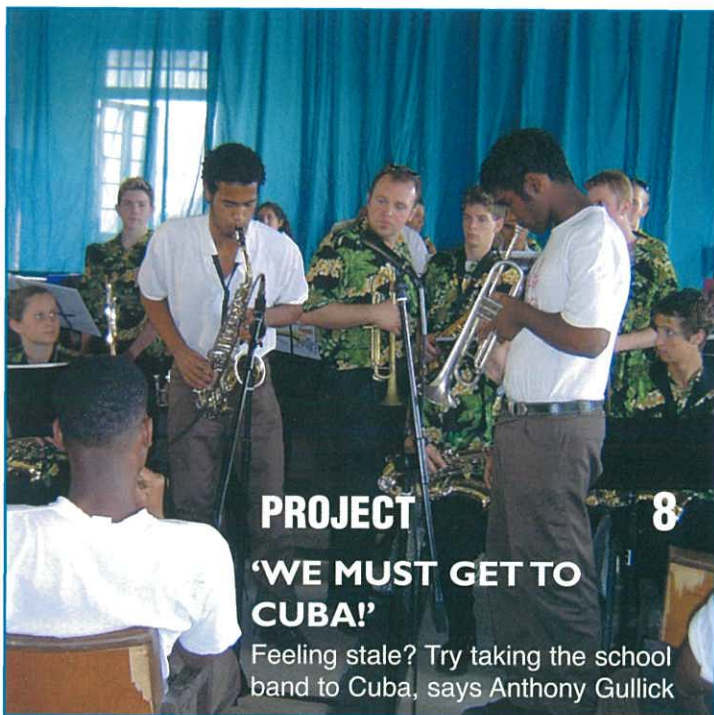 PROJECT 8
‘WE MUST GET TO
CUBA!’
Feeling stale? Try taking the school
band to Cuba, says Anthony Gullick